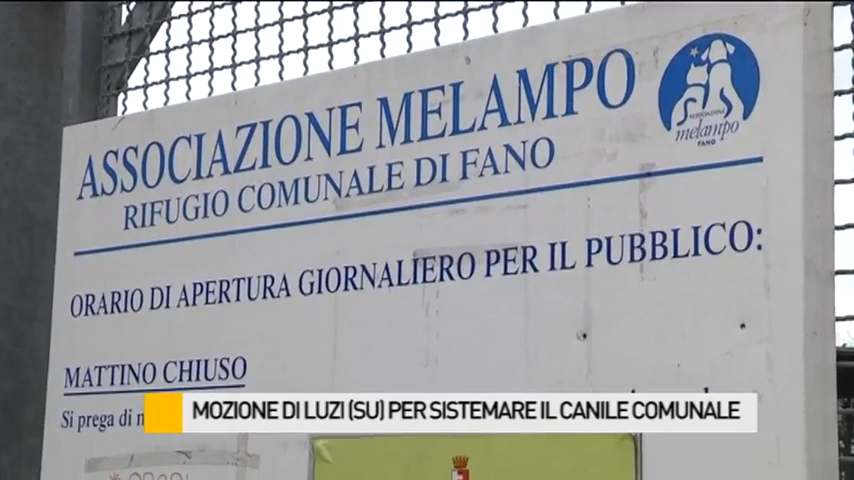 ASSOCIAZIONE MELAMPO
RIFUGIO COMUNALE DI FANO
ASSOCIAZIONE
melampo
FANO
ORARIO DI APERTURA GIORNALIERO PER IL PUBBLICO:
MATTINO CHIUSO
Si prega di
MOZIONE DI LUZI (SU) PER SISTEMARE IL CANILE COMUNALE